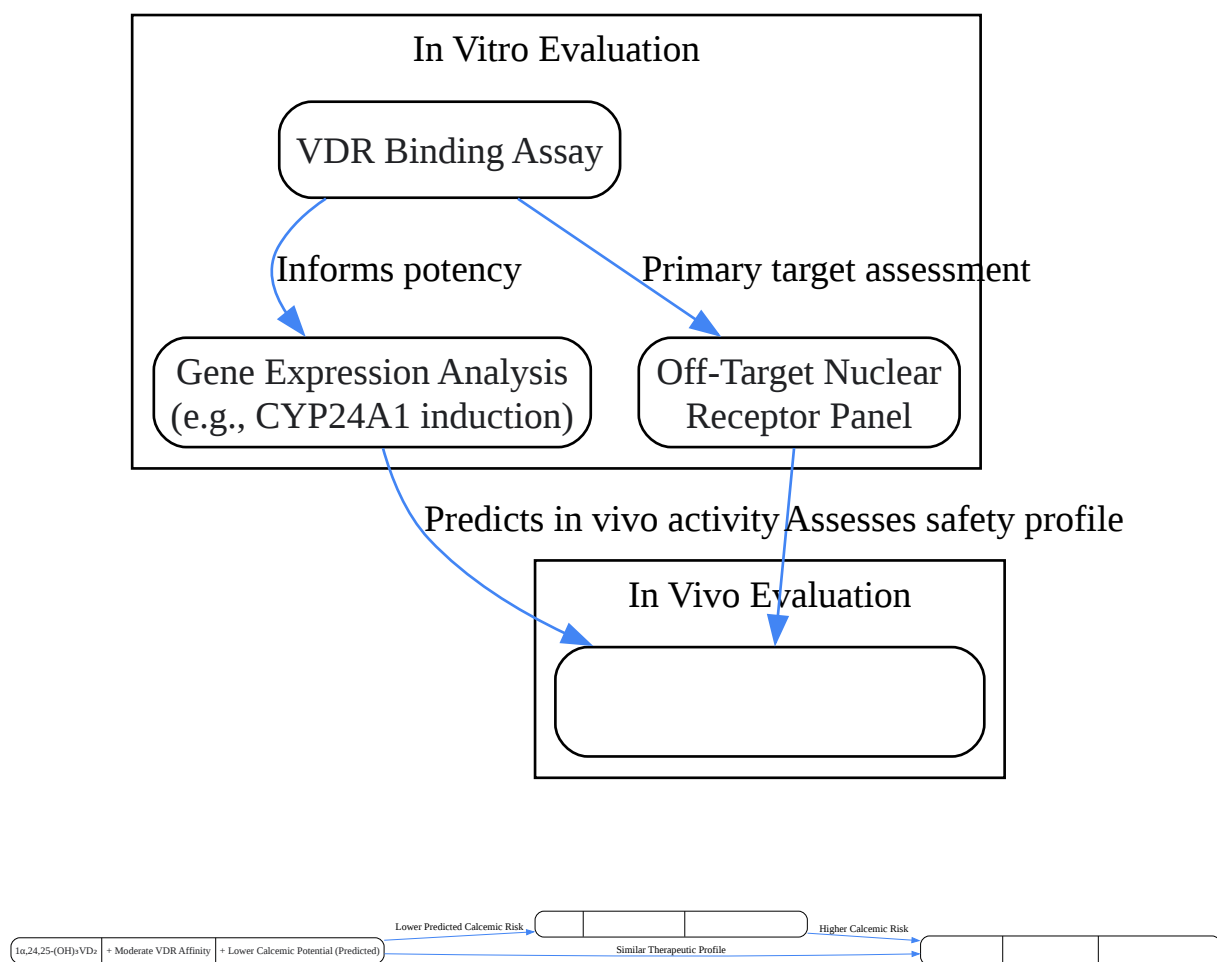 In Vitro Evaluation
VDR Binding Assay
Informs potency
Primary target assessment
Gene Expression Analysis
(e.g., CYP24A1 induction)
Off-Target Nuclear
Receptor Panel
Predicts in vivo activity
Assesses safety profile
In Vivo Evaluation
Lower Predicted Calcemic Risk
Higher Calcemic Risk
1α,24,25-(OH)₃VD₂
+ Moderate VDR Affinity
+ Lower Calcemic Potential (Predicted)
Similar Therapeutic Profile